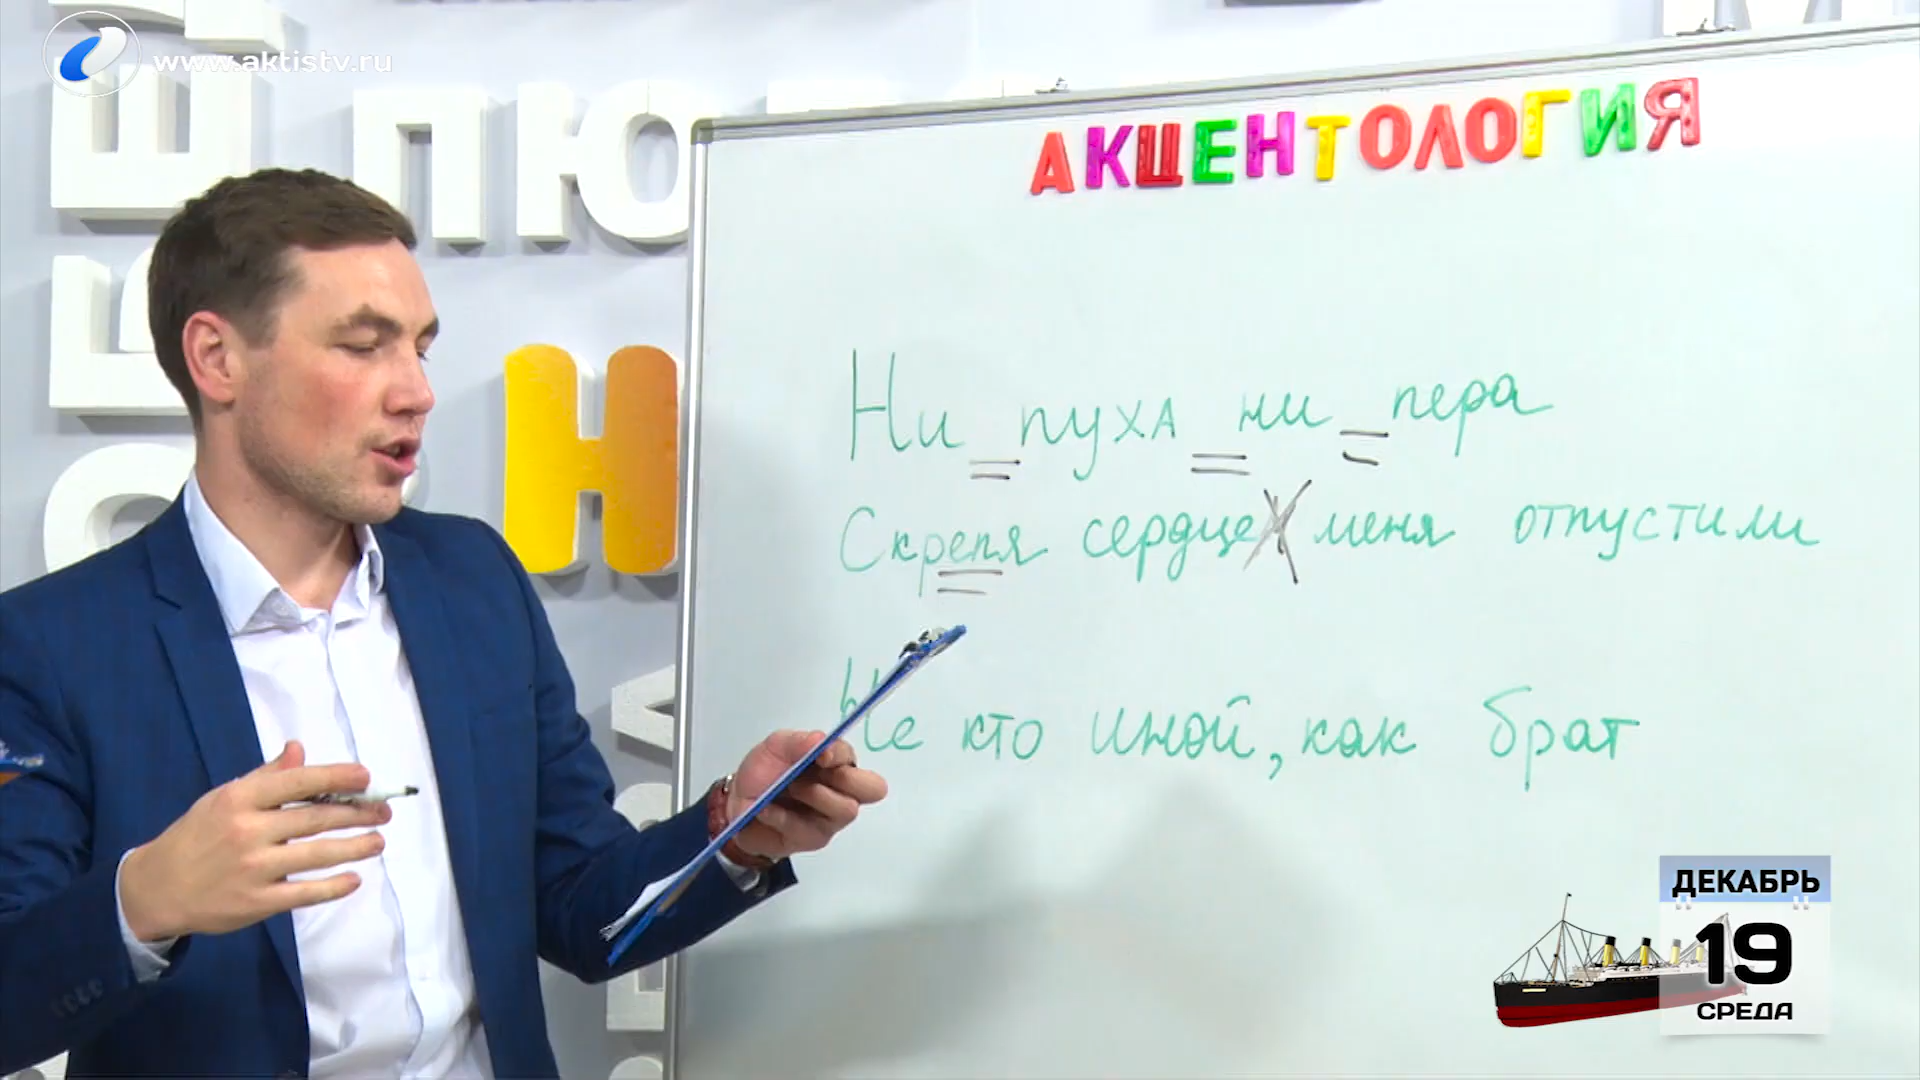 www.aktistv.ru
АКЦЕНТОЛОГИЯ
Ни пуха ни пера
Скрепя сердце меня отпустили
Не кто иной, как брат
ДЕКАБРЬ
19
СРЕДА